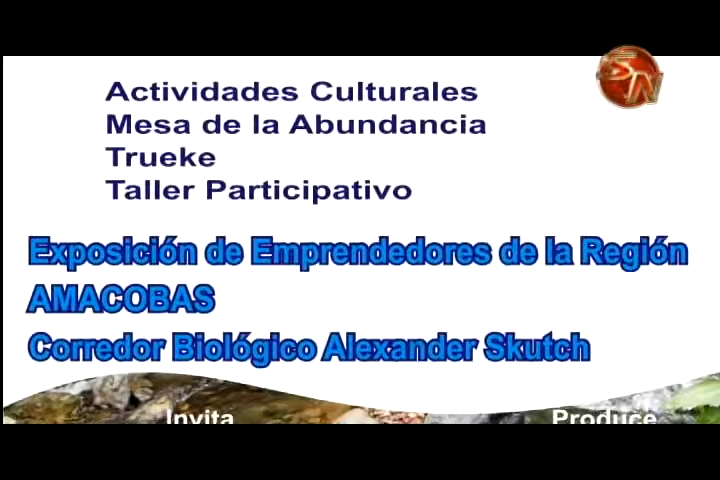 Actividades Culturales
Mesa de la Abundancia
Trueke
Taller Participativo
Exposición de Emprendedores de la Región
AMACOBAS
Corredor Biológico Alexander Skutch
Invita Produce